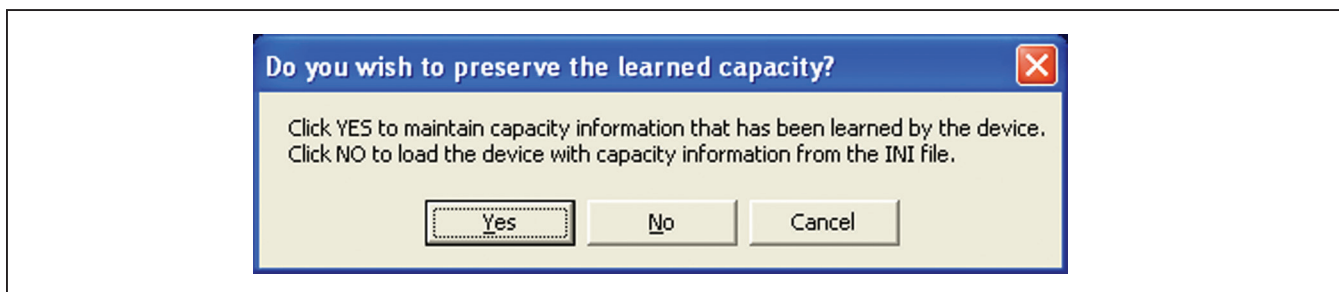 Do you wish to preserve the learned capacity?
Click YES to maintain capacity information that has been learned by the device.
Click NO to load the device with capacity information from the INI file.
Yes No Cancel